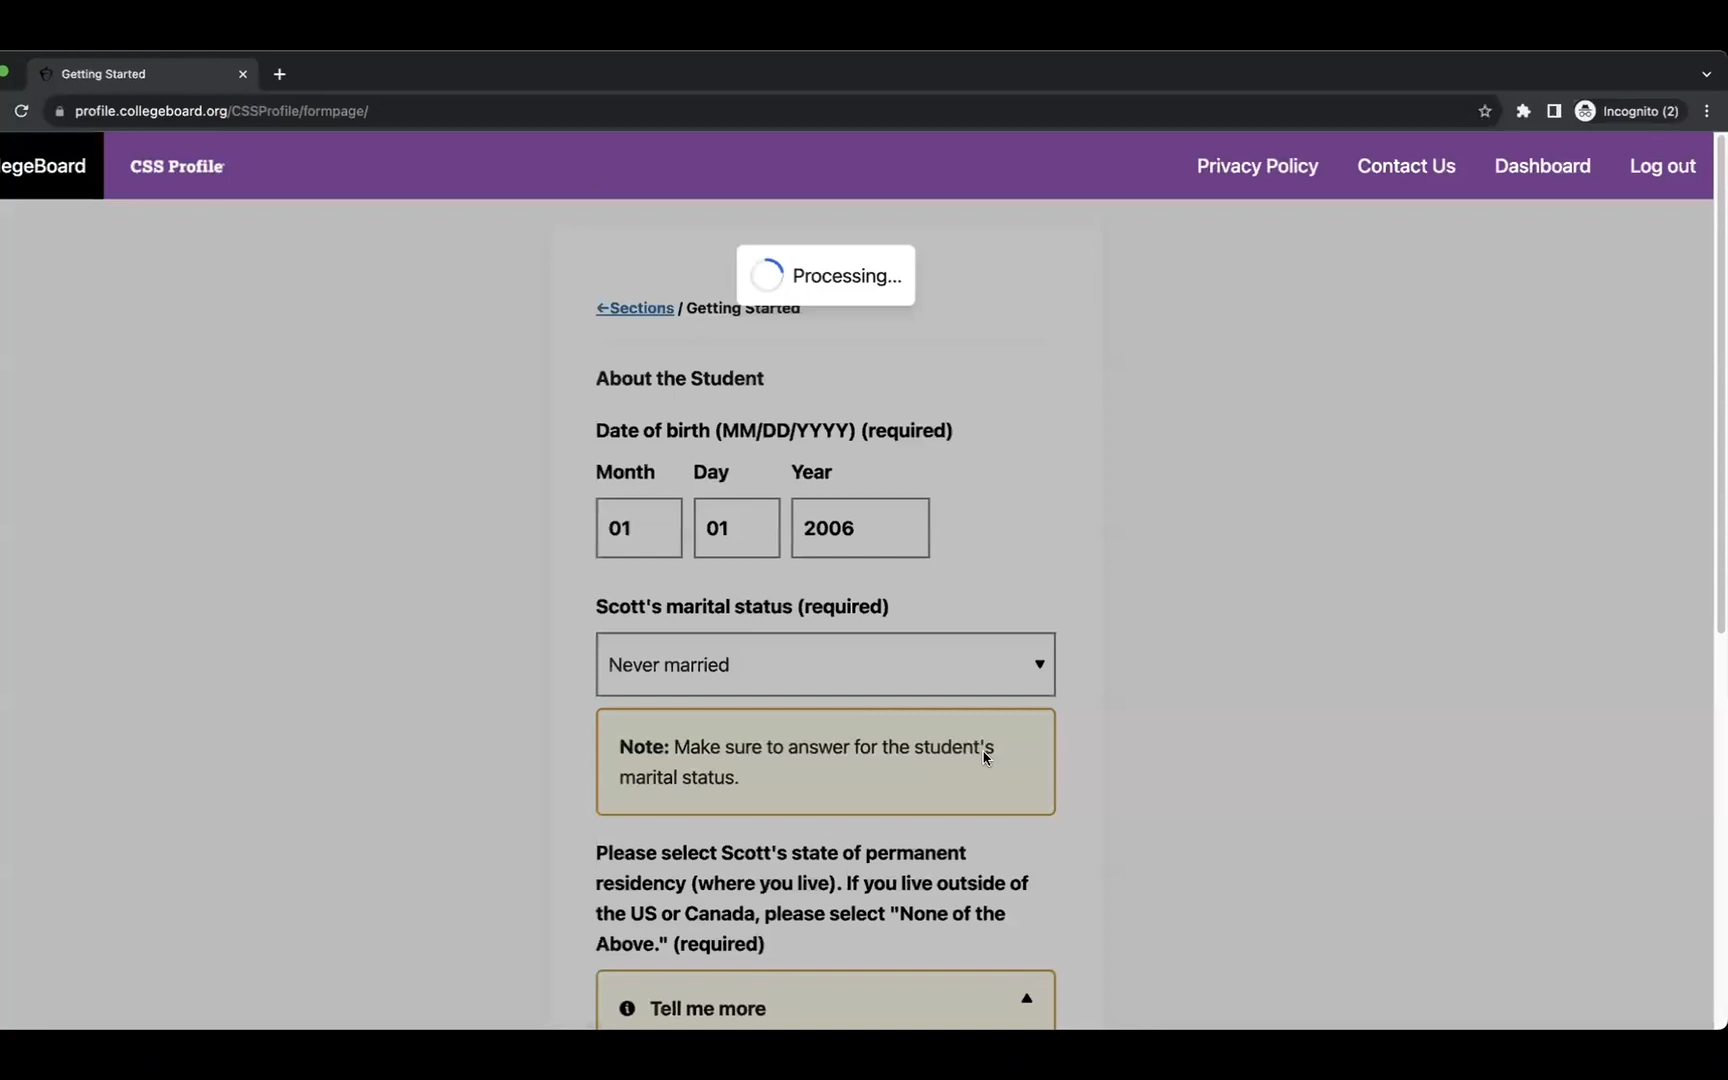 Getting Started
profile.collegeboard.org/CSSProfile/formpage/
Incognito (2)
legeBoard
CSS Profile
Privacy Policy
Contact Us
Dashboard
Log out
Processing...
←Sections / Getting Started
About the Student
Date of birth (MM/DD/YYYY) (required)
Month Day Year
01 01 2006
Scott's marital status (required)
Never married
Note: Make sure to answer for the student's
marital status.
Please select Scott's state of permanent
residency (where you live). If you live outside of
the US or Canada, please select "None of the
Above." (required)
Tell me more